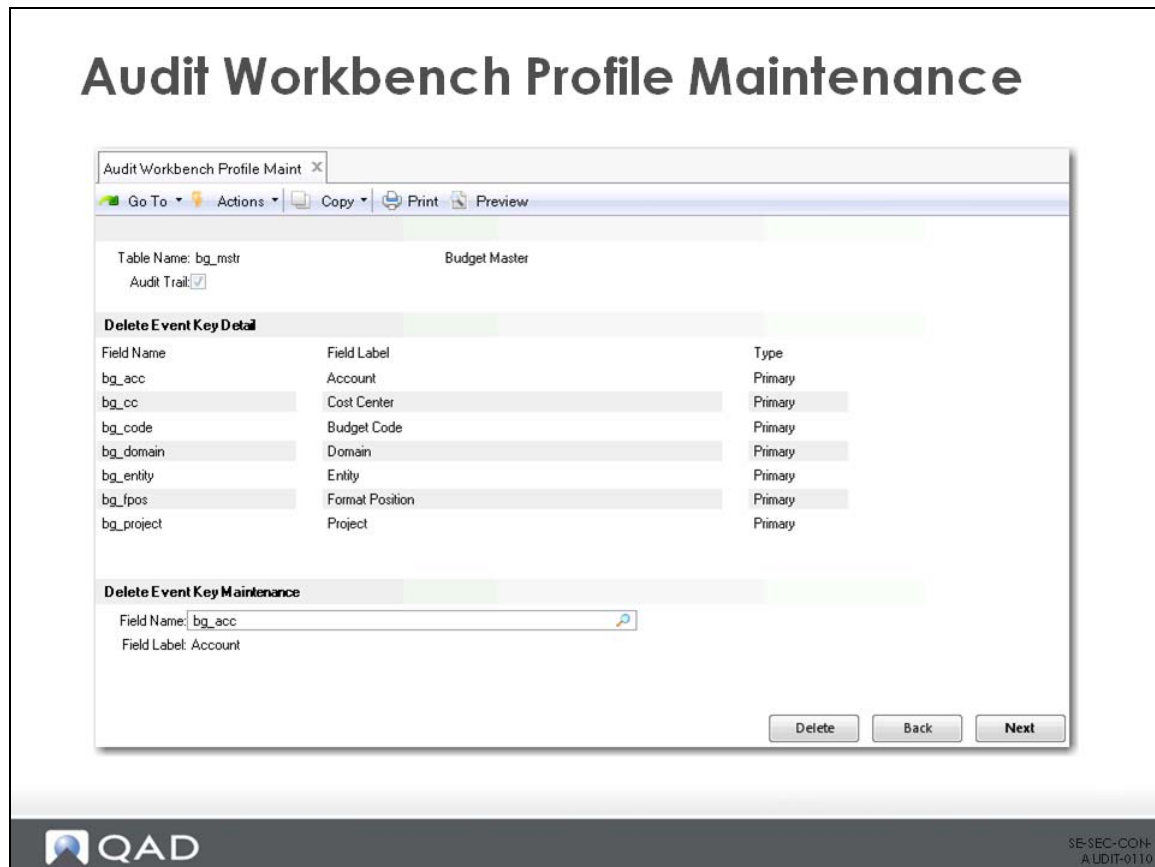 Audit Workbench Profile Maintenance
Audit Workbench Profile Maint
Go To Actions Copy Print Preview
Table Name: bg_mstr Budget Master
Audit Trail:
Delete Event Key Detail
Field Name Field Label Type
bg_acc Account Primary
bg_cc Cost Center Primary
bg_code Budget Code Primary
bg_domain Domain Primary
bg_entity Entity Primary
bg_fpos Format Position Primary
bg_project Project Primary
Delete Event Key Maintenance
Field Name: bg_acc
Field Label: Account
Delete Back Next
QAD
SE-SEC-CON-
AUDIT-0110